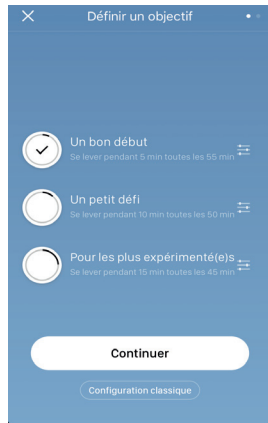 Définir un objectif
Un bon début
Se lever pendant 5 min toutes les 55 min
Un petit défi
Se lever pendant 10 min toutes les 50 min
Pour les plus expérimenté(e)s
Se lever pendant 15 min toutes les 45 min
Continuer
Configuration classique